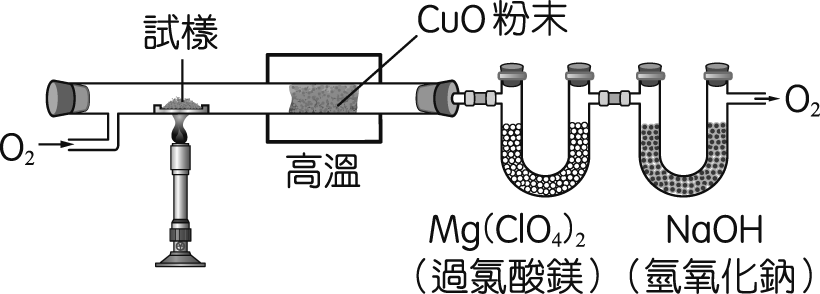 試樣
CuO 粉末
O₂
高溫
O₂
Mg(ClO₄)₂
(過氯酸鎂)
NaOH
(氫氧化鈉)